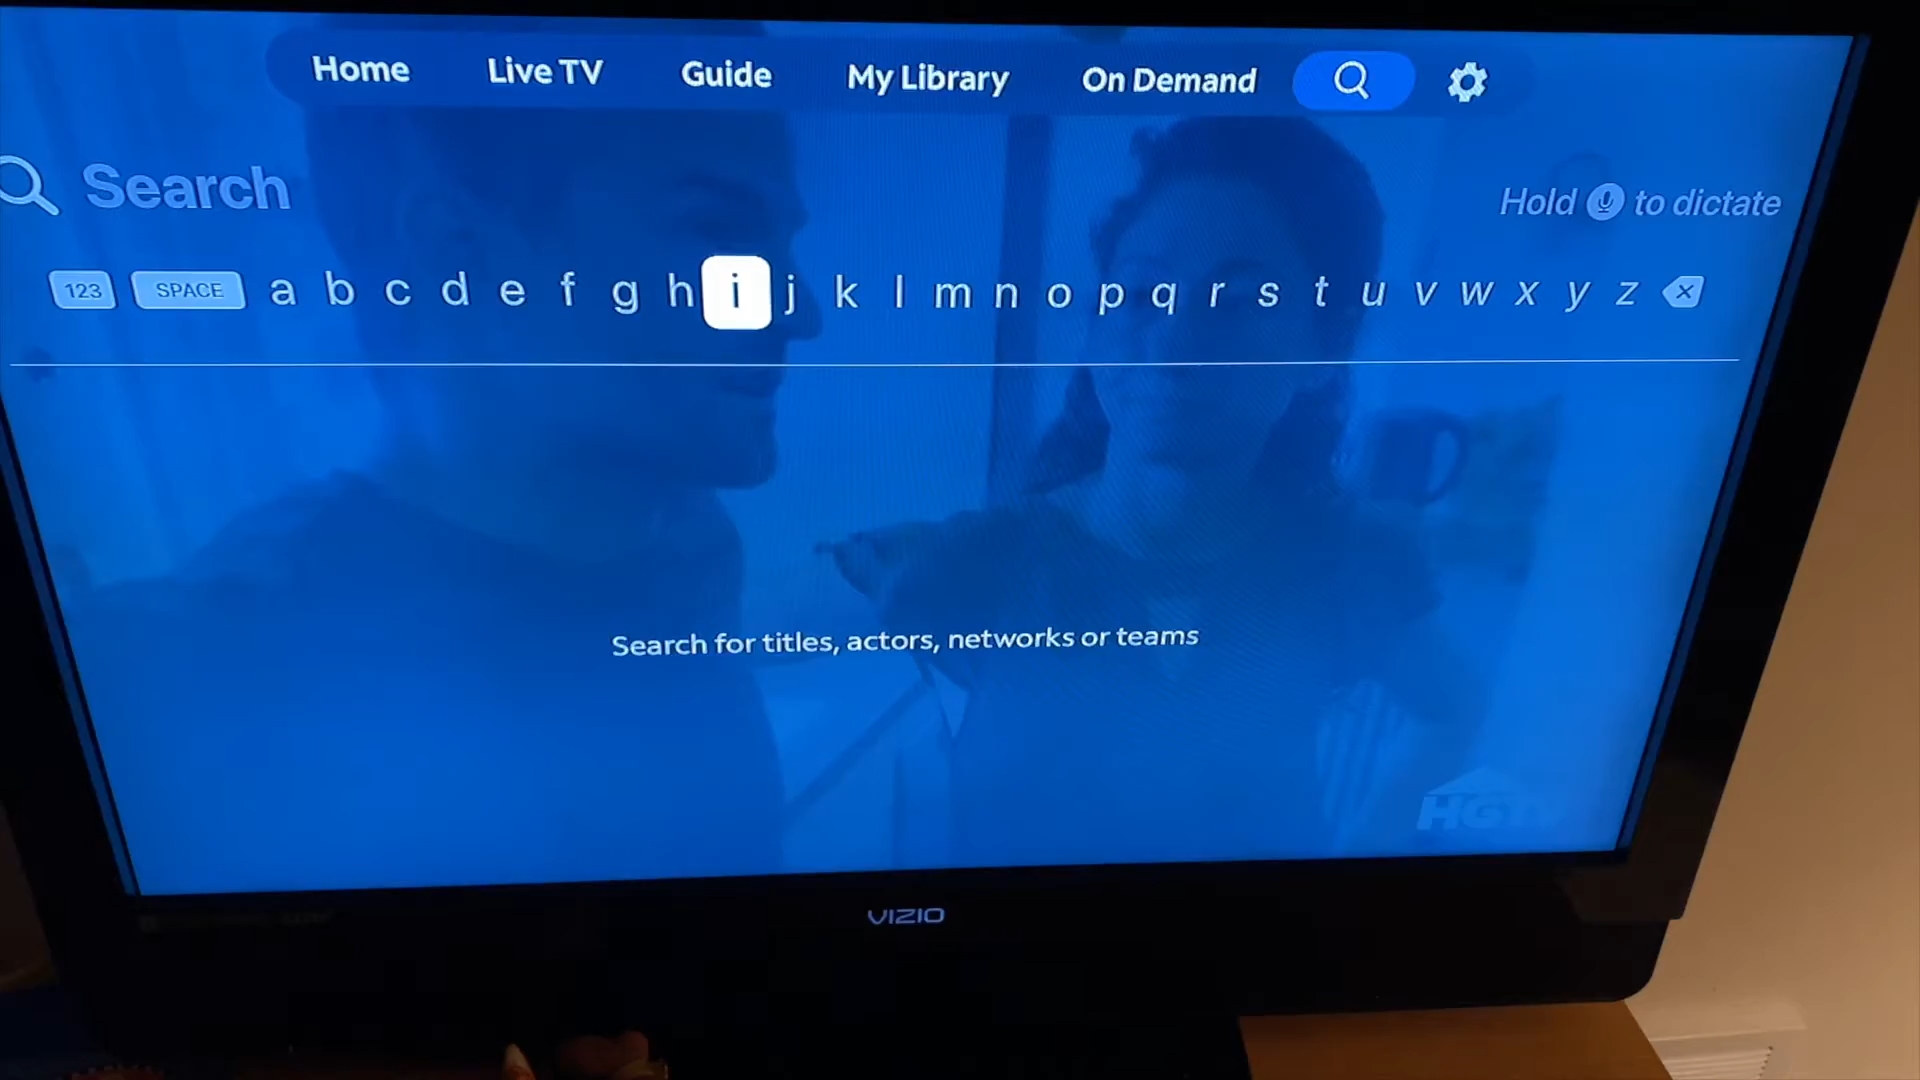 Home Live TV Guide My Library On Demand
Search
Hold to dictate
123 SPACE a b c d e f g h i j k l m n o p q r s t u v w x y z
Search for titles, actors, networks or teams
HGTV
VIZIO